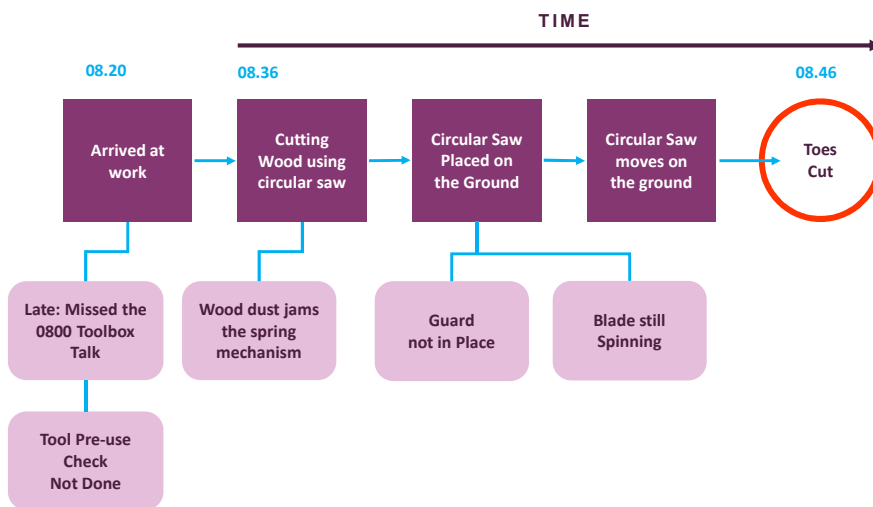 TIME
08.20
08.36
08.46
Arrived at
work
Cutting
Wood using
circular saw
Circular Saw
Placed on
the Ground
Circular Saw
moves on
the ground
Toes
Cut
Late: Missed the
0800 Toolbox
Talk
Wood dust jams
the spring
mechanism
Guard
not in Place
Blade still
Spinning
Tool Pre-use
Check
Not Done